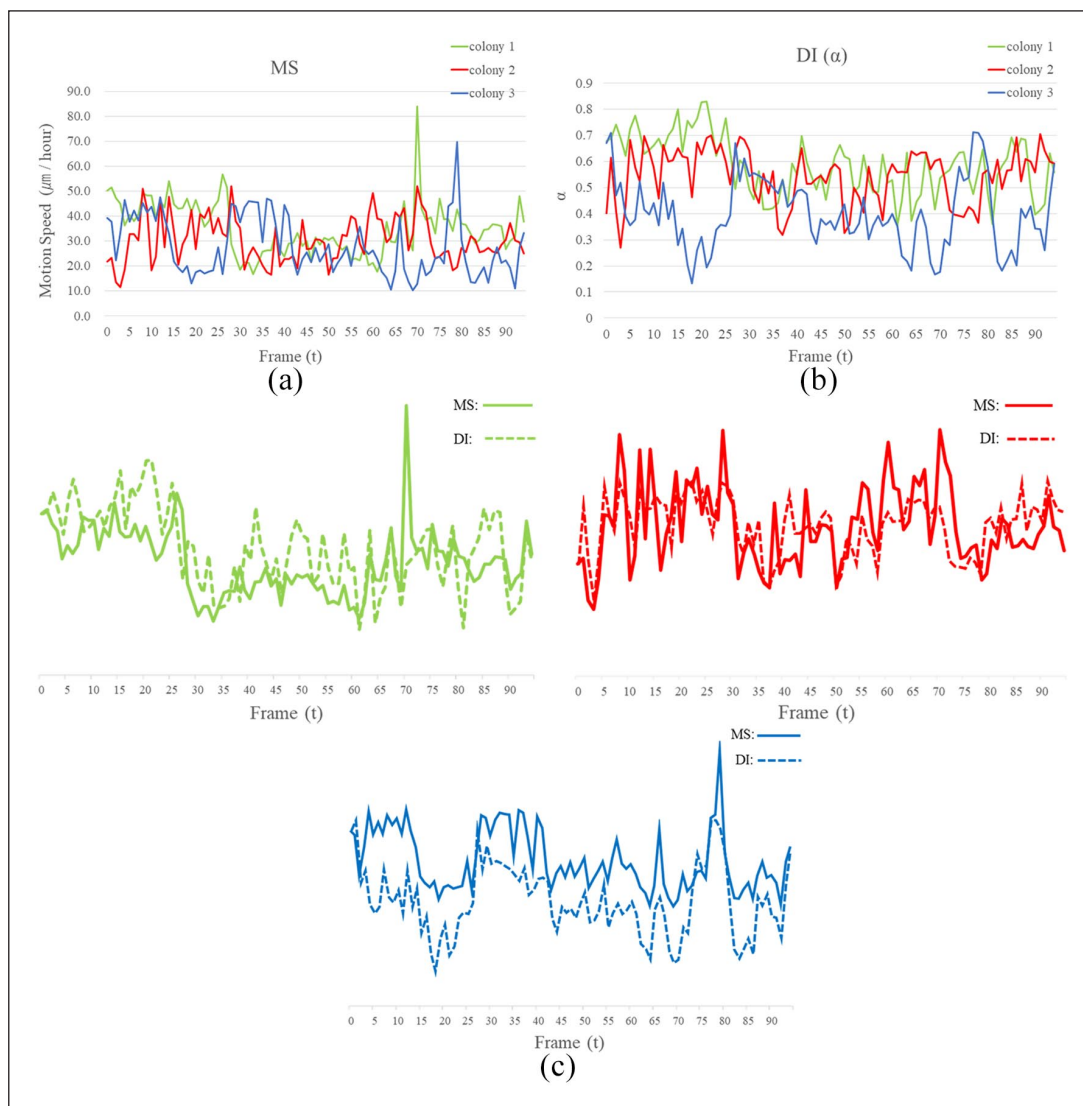 MS
colony 1
colony 2
colony 3
90.0
80.0
70.0
60.0
50.0
40.0
30.0
20.0
10.0
0.0
Motion Speed (㎛ / hour)
0 5 10 15 20 25 30 35 40 45 50 55 60 65 70 75 80 85 90
Frame (t)
(a)
DI (α)
colony 1
colony 2
colony 3
0.9
0.8
0.7
0.6
0.5
0.4
0.3
0.2
0.1
0
α
0 5 10 15 20 25 30 35 40 45 50 55 60 65 70 75 80 85 90
Frame (t)
(b)
MS:
DI:
0 5 10 15 20 25 30 35 40 45 50 55 60 65 70 75 80 85 90
Frame (t)
MS:
DI:
0 5 10 15 20 25 30 35 40 45 50 55 60 65 70 75 80 85 90
Frame (t)
MS:
DI:
0 5 10 15 20 25 30 35 40 45 50 55 60 65 70 75 80 85 90
Frame (t)
(c)